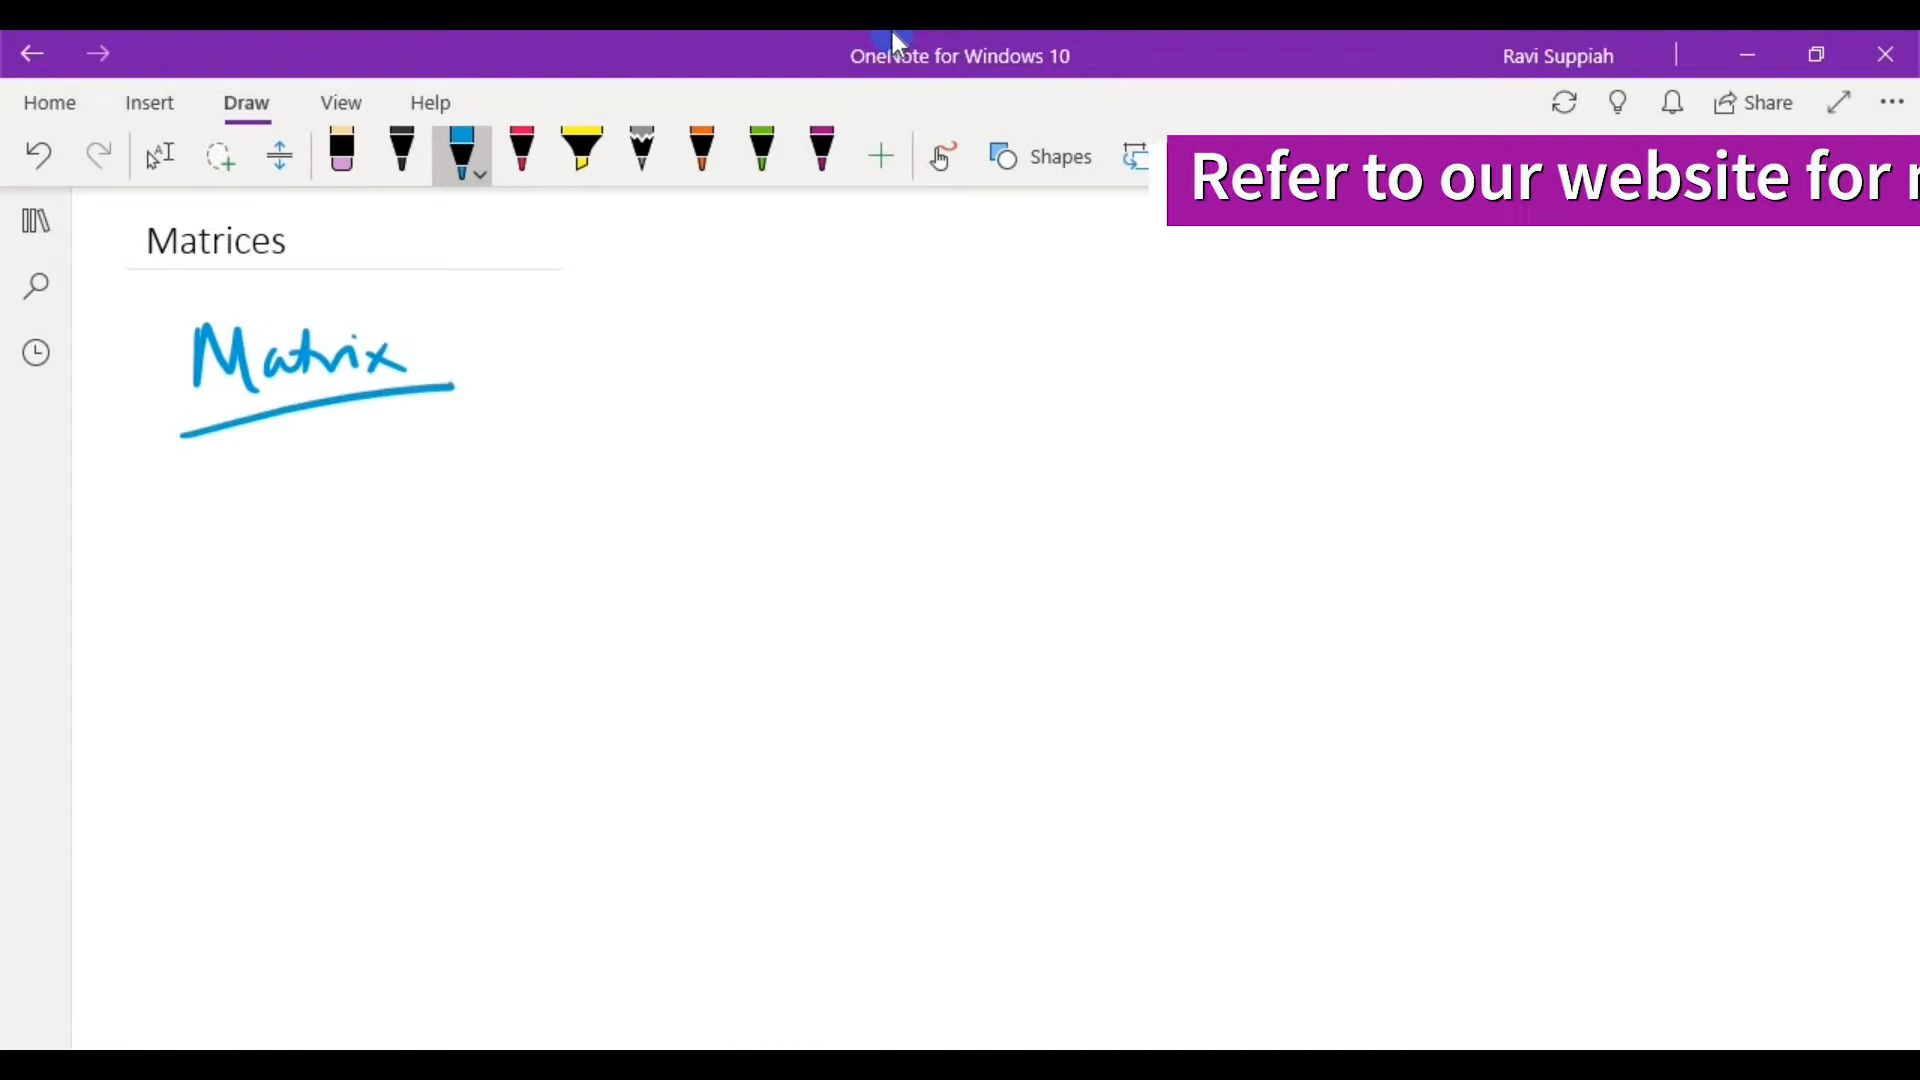 OneNote for Windows 10
Ravi Suppiah
Home Insert Draw View Help
Share
Shapes
Refer to our website for
Matrices
Matrix